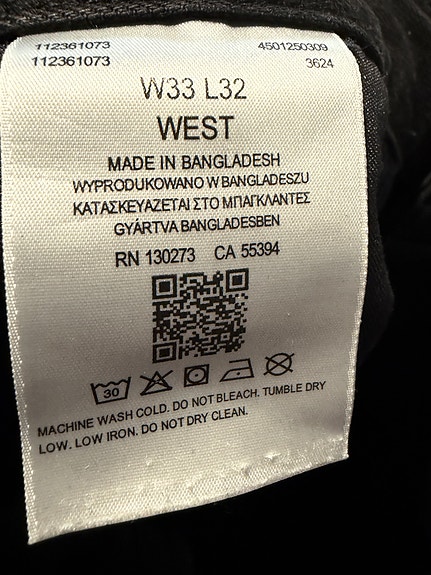 112361073 4501250309
112361073 3624
W33 L32
WEST
MADE IN BANGLADESH
WYPRODUKOWANO W BANGLADESZU
ΚΑΤΑΣΚΕΥΑΖΕΤΑΙ ΣΤΟ ΜΠΑΓΚΛΑΝΤΕΣ
GYÁRTVA BANGLADESBEN
RN 130273 CA 55394
30
MACHINE WASH COLD. DO NOT BLEACH. TUMBLE DRY
LOW. LOW IRON. DO NOT DRY CLEAN.